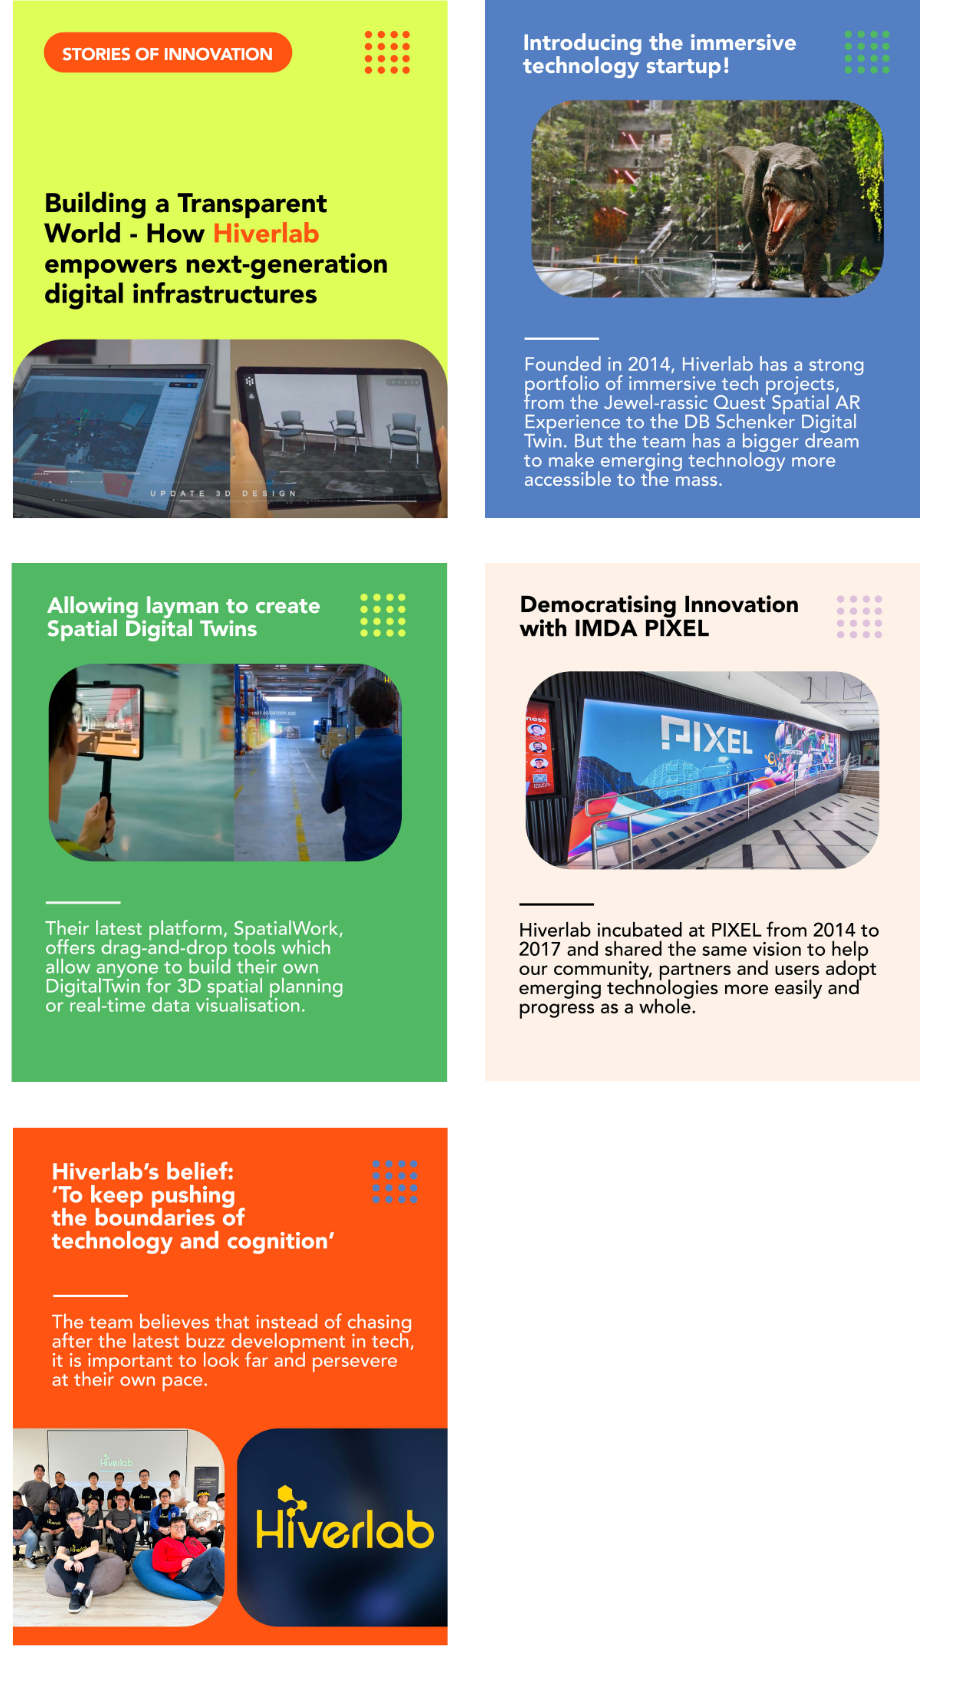 STORIES OF INNOVATION
Building a Transparent
World - How Hiverlab
empowers next-generation
digital infrastructures
UPDATE 3D DESIGN
Introducing the immersive
technology startup!
Founded in 2014, Hiverlab has a strong
portfolio of immersive tech projects,
from the Jewel-rassic Quest Spatial AR
Experience to the DB Schenker Digital
Twin. But the team has a bigger dream
to make emerging technology more
accessible to the mass.
Allowing layman to create
Spatial Digital Twins
Their latest platform, SpatialWork,
offers drag-and-drop tools which
allow anyone to build their own
DigitalTwin for 3D spatial planning
or real-time data visualisation.
Democratising Innovation
with IMDA PIXEL
PIXEL
Hiverlab incubated at PIXEL from 2014 to
2017 and shared the same vision to help
our community, partners and users adopt
emerging technologies more easily and
progress as a whole.
Hiverlab's belief:
'To keep pushing
the boundaries of
technology and cognition'
The team believes that instead of chasing
after the latest buzz development in tech,
it is important to look far and persevere
at their own pace.
Hiverlab
Hiverlab